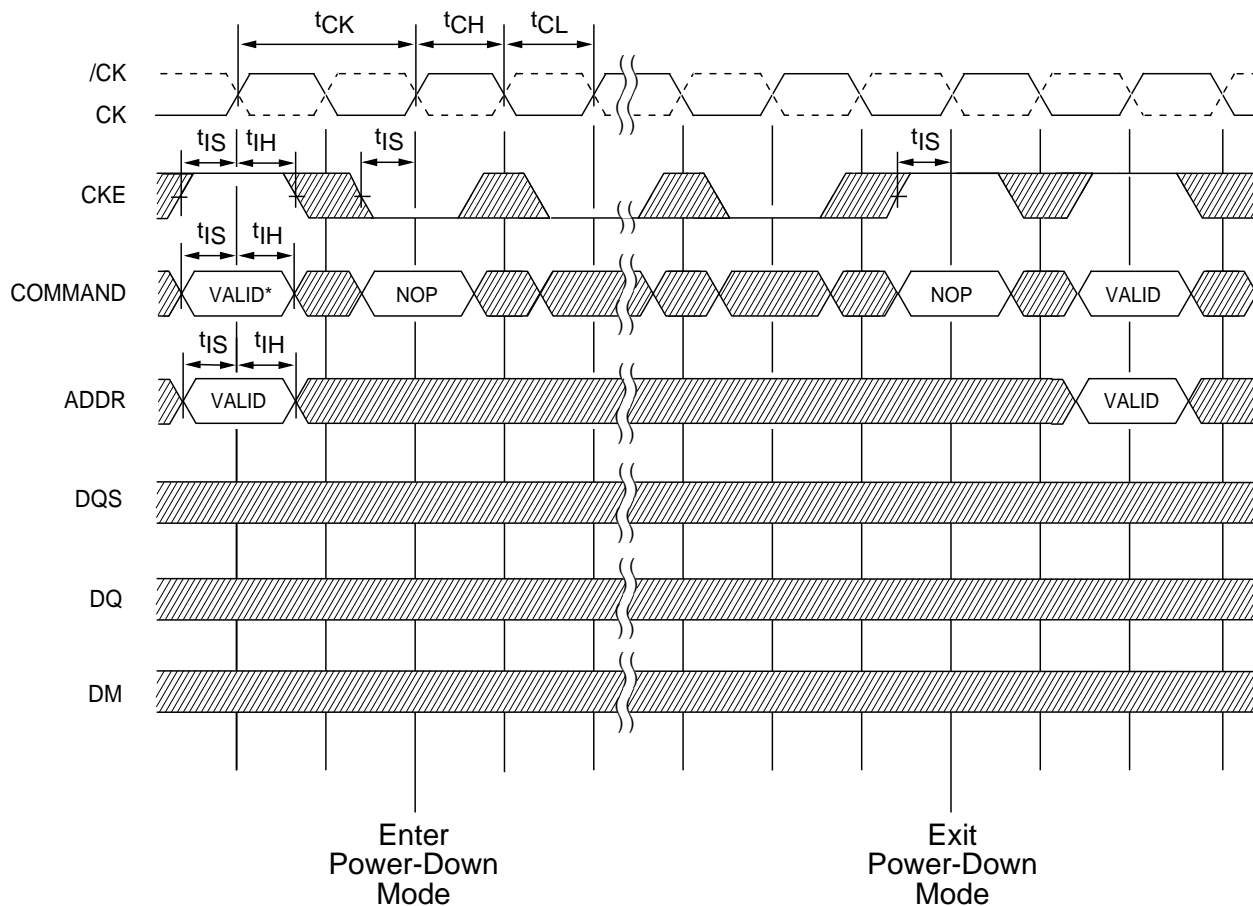 tCK tCH tCL
/CK
CK
tIS tIH tIS tIS
CKE
tIS tIH
COMMAND VALID* NOP NOP VALID
tIS tIH
ADDR VALID VALID
DQS
DQ
DM
Enter
Power-Down
Mode
Exit
Power-Down
Mode